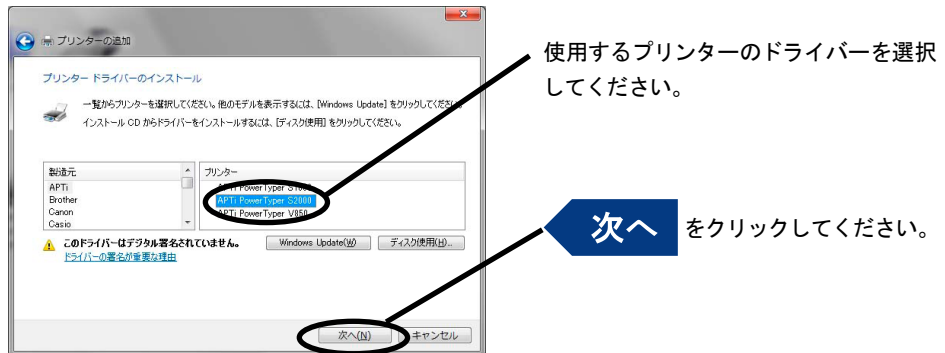 プリンターの追加
プリンター ドライバーのインストール
一覧からプリンターを選択してください。他のモデルを表示するには、[Windows Update] をクリックしてください。
インストール CD からドライバーをインストールするには、[ディスク使用] をクリックしてください。
製造元
APTi
Brother
Canon
Casio
プリンター
APTi PowerTyper S1000
APTi PowerTyper S2000
APTi PowerTyper V850
このドライバーはデジタル署名されていません。
ドライバーの署名が重要な理由
Windows Update(W)
ディスク使用(H)...
次へ(N)
キャンセル
使用するプリンターのドライバーを選択
してください。
次へ をクリックしてください。